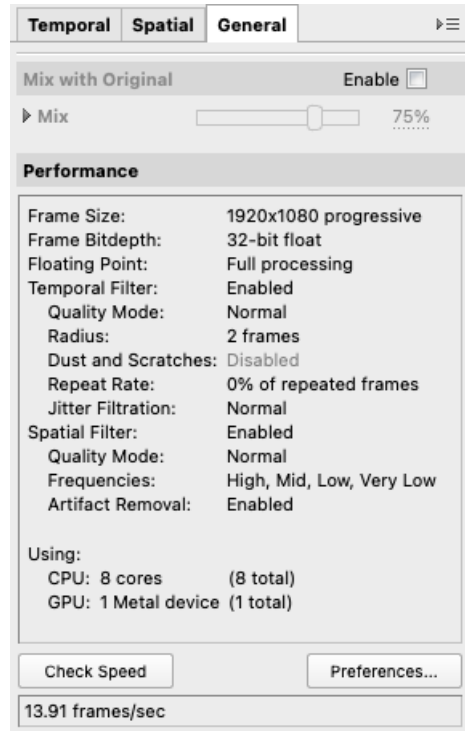 Temporal Spatial General
Mix with Original Enable
Mix 75%
Performance
Frame Size: 1920x1080 progressive
Frame Bitdepth: 32-bit float
Floating Point: Full processing
Temporal Filter: Enabled
Quality Mode: Normal
Radius: 2 frames
Dust and Scratches: Disabled
Repeat Rate: 0% of repeated frames
Jitter Filtration: Normal
Spatial Filter: Enabled
Quality Mode: Normal
Frequencies: High, Mid, Low, Very Low
Artifact Removal: Enabled
Using:
CPU: 8 cores (8 total)
GPU: 1 Metal device (1 total)
Check Speed Preferences...
13.91 frames/sec